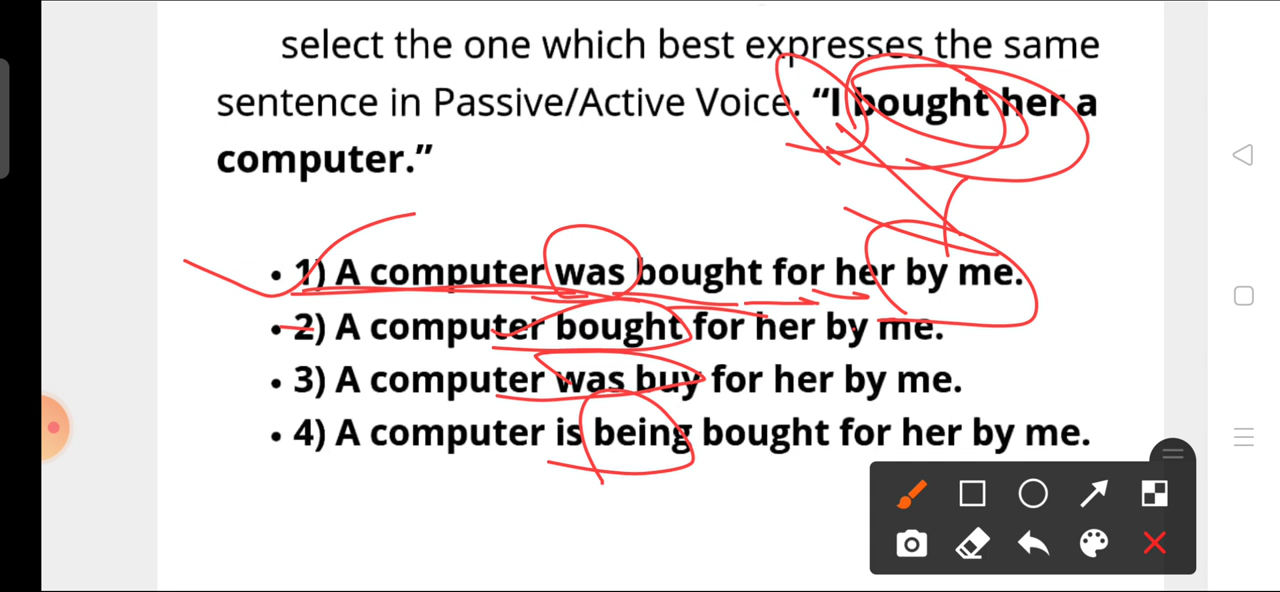 select the one which best expresses the same
sentence in Passive/Active Voice. “I bought her a
computer.”
• 1) A computer was bought for her by me.
• 2) A computer bought for her by me.
• 3) A computer was buy for her by me.
• 4) A computer is being bought for her by me.